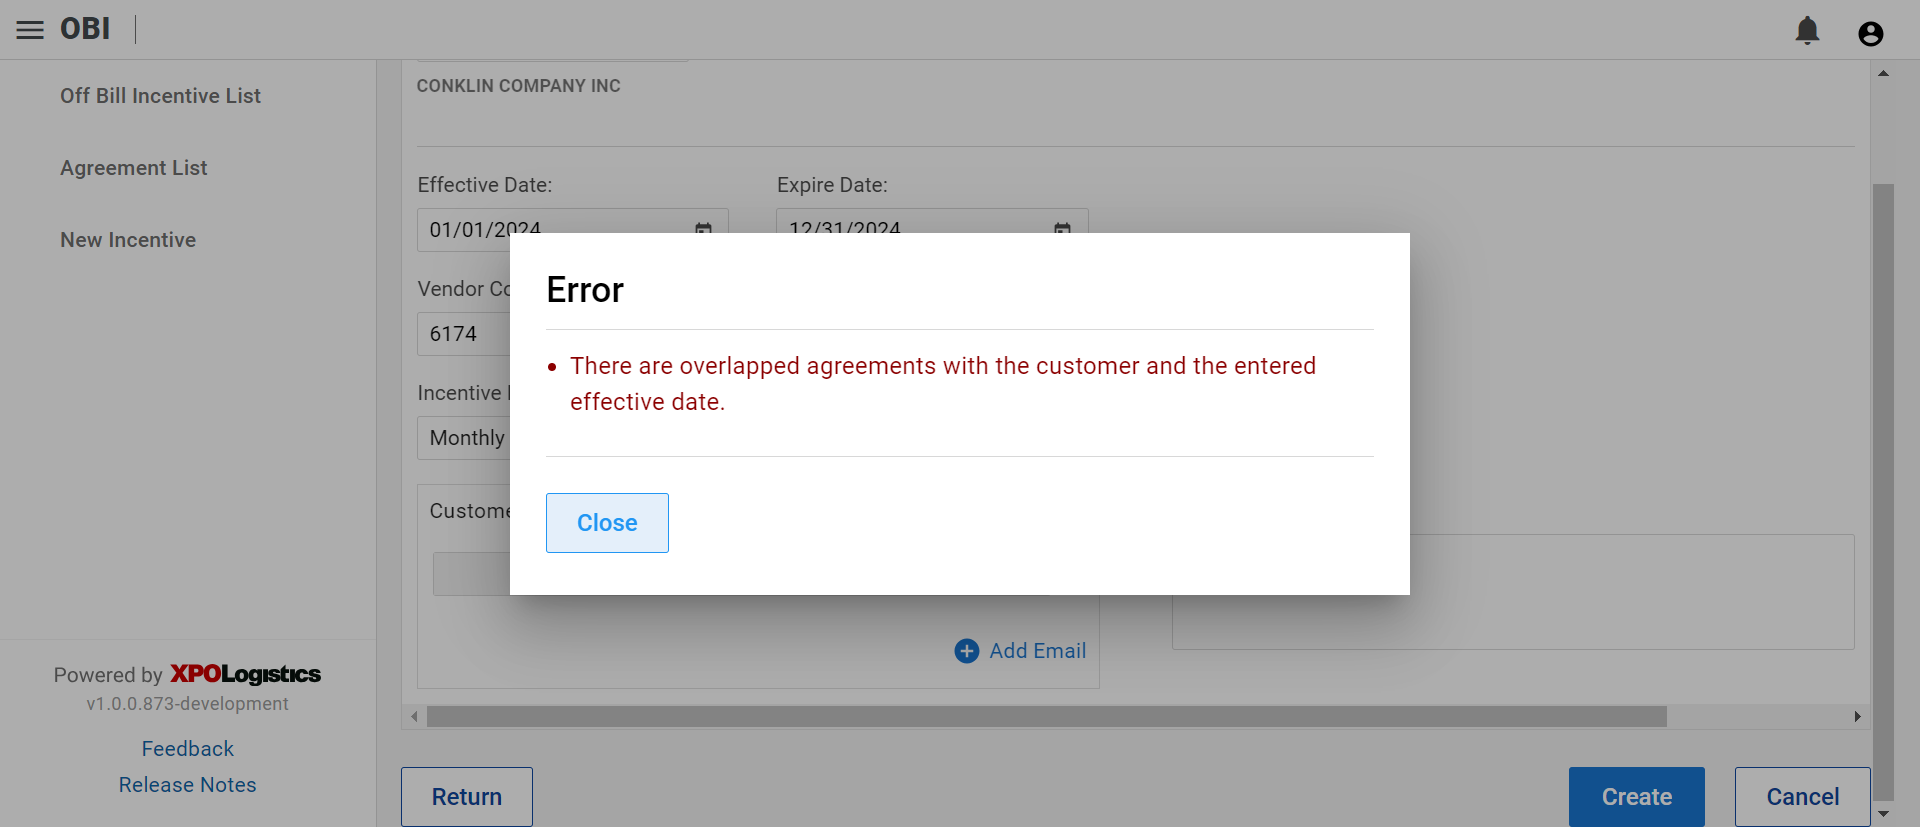 OBI
Off Bill Incentive List
Agreement List
New Incentive
CONKLIN COMPANY INC
Effective Date:
Expire Date:
01/01/2024
12/31/2024
Vendor Co
6174
Incentive
Monthly
Custome
Error
There are overlapped agreements with the customer and the entered
effective date.
Close
Add Email
Powered by XPOLogistics
v1.0.0.873-development
Feedback
Release Notes
Return
Create
Cancel